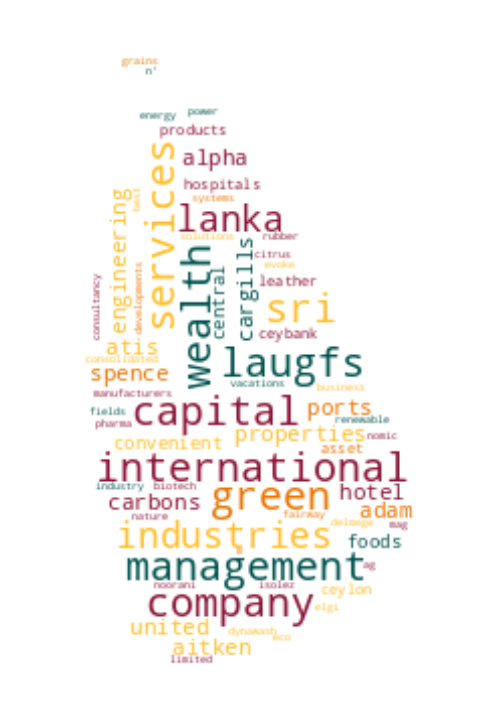 grains
n'
energy
power
products
services
alpha
hospitals
engineering
best
systems
lanka
solutions
rubber
wealth
central
cargills
citrus
evoke
consultancy
developments
leather
sri
ceybank
atis
laugfs
consolidated
spence
vacations
business
manufacturers
capital
ports
fields
renewable
pharma
convenient
properties
nomic
asset
international
industry
biotech
green
hotel
carbons
adam
nature
fairway
delmege
mag
industries
foods
management
ag
noorani
isolez
ceylon
company
elgi
united
dynawash
eco
aitken
limited